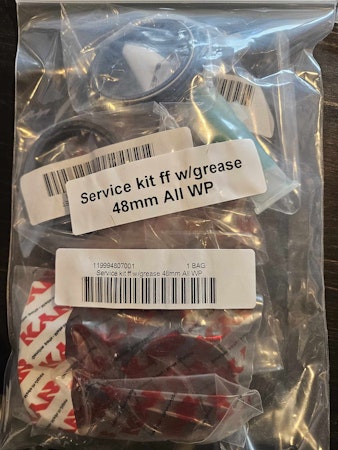 Service kit ff w/grease
48mm All WP
119994807001 1 BAG
Service kit ff w/grease 48mm All WP